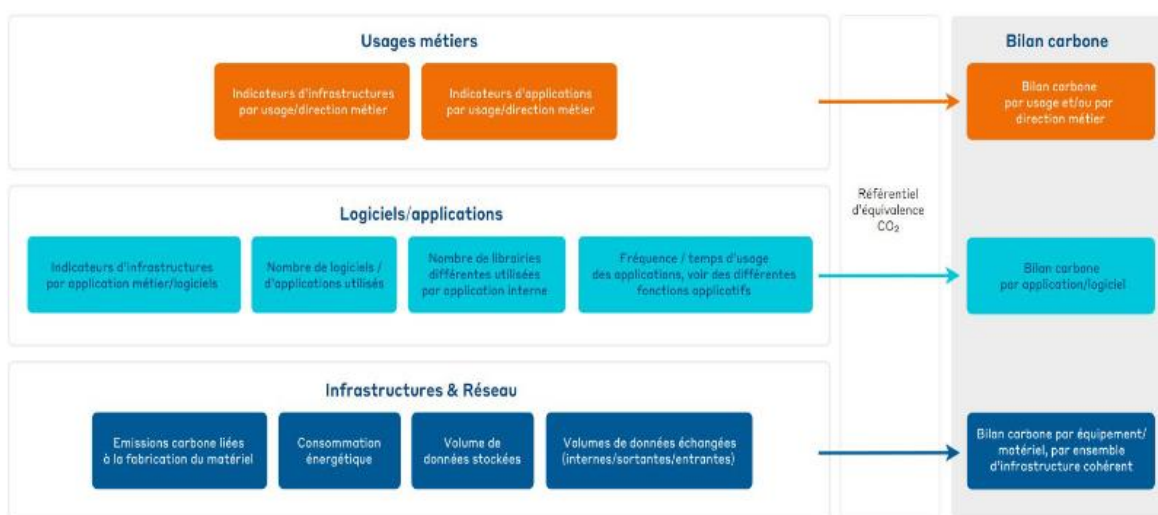 Usages métiers
Indicateurs d'infrastructures
par usage/direction métier
Indicateurs d'applications
par usage/direction métier
Logiciels/applications
Indicateurs d'infrastructures
par application métier/logiciels
Nombre de logiciels /
d'applications utilisés
Nombre de librairies
différentes utilisées
par application interne
Fréquence / temps d'usage
des applications, voir des différentes
fonctions applicatifs
Infrastructures & Réseau
Emissions carbone liées
à la fabrication du matériel
Consommation
énergétique
Volume de
données stockées
Volumes de données échangées
(internes/sortantes/entrantes)
Référentiel
d'équivalence
CO₂
Bilan carbone
Bilan carbone
par usage et/ou par
direction métier
Bilan carbone
par application/logiciel
Bilan carbone par équipement/
matériel, par ensemble
d'infrastructure cohérent